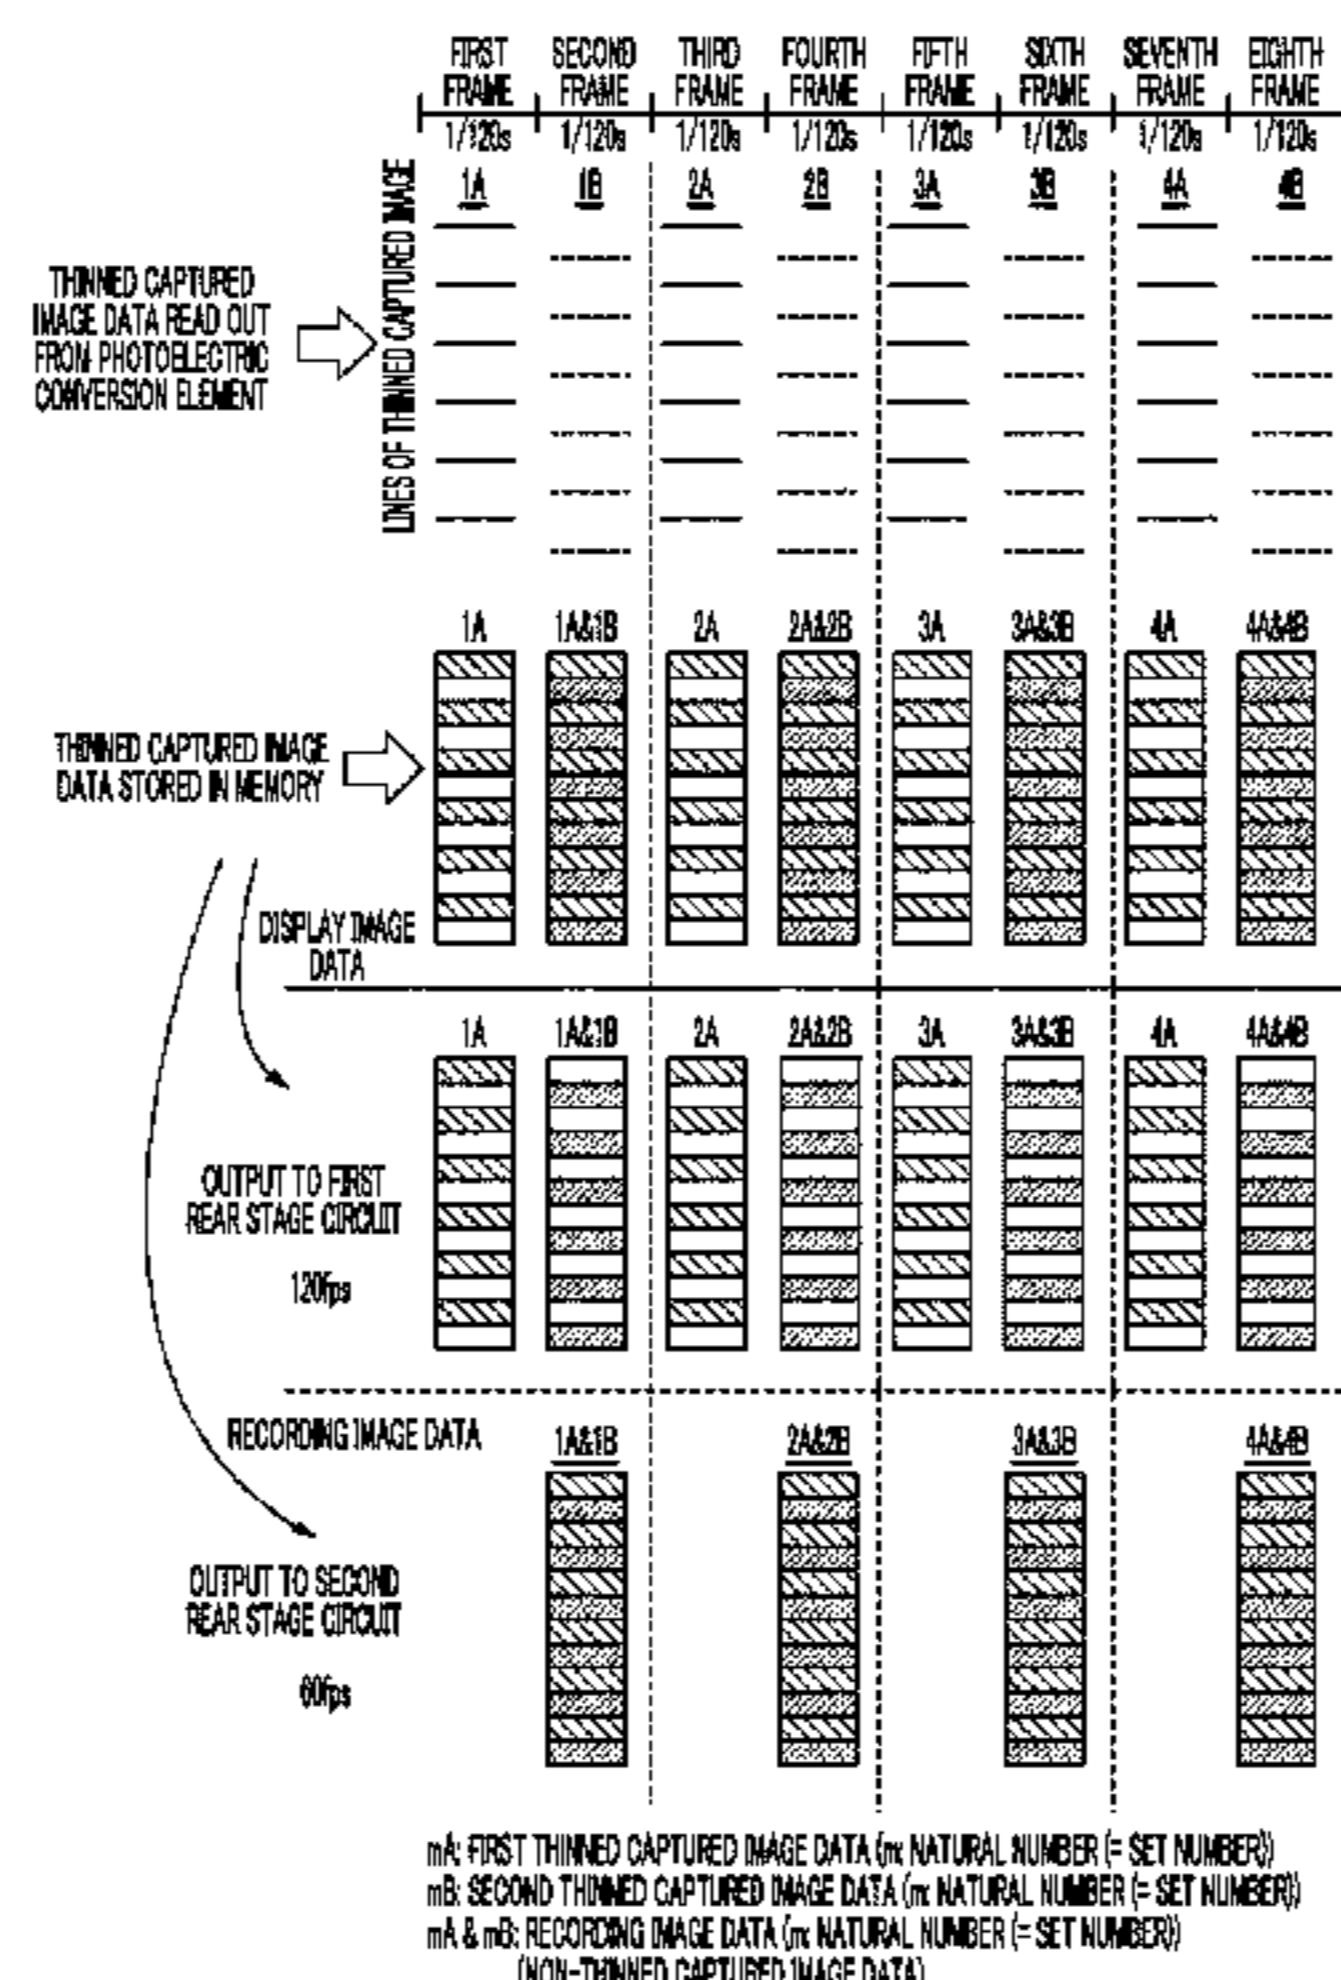 FIRST FRAME SECOND FRAME THIRD FRAME FOURTH FRAME FIFTH FRAME SIXTH FRAME SEVENTH FRAME EIGHTH FRAME
1/120s 1/120s 1/120s 1/120s 1/120s 1/120s 1/120s 1/120s
1A 1B 2A 2B 3A 3B 4A 4B
LINES OF THINNED CAPTURED IMAGE
THINNED CAPTURED
IMAGE DATA READ OUT
FROM PHOTOELECTRIC
CONVERSION ELEMENT
1A 1A&1B 2A 2A&2B 3A 3A&3B 4A 4A&4B
THINNED CAPTURED IMAGE
DATA STORED IN MEMORY
DISPLAY IMAGE
DATA
1A 1A&1B 2A 2A&2B 3A 3A&3B 4A 4A&4B
OUTPUT TO FIRST
REAR STAGE CIRCUIT
120fps
RECORDING IMAGE DATA
1A&1B 2A&2B 3A&3B 4A&4B
OUTPUT TO SECOND
REAR STAGE CIRCUIT
60fps
mA: FIRST THINNED CAPTURED IMAGE DATA (m: NATURAL NUMBER (= SET NUMBER))
mB: SECOND THINNED CAPTURED IMAGE DATA (m: NATURAL NUMBER (= SET NUMBER))
mA & mB: RECORDING IMAGE DATA (m: NATURAL NUMBER (= SET NUMBER))
(NON-THINNED CAPTURED IMAGE DATA)